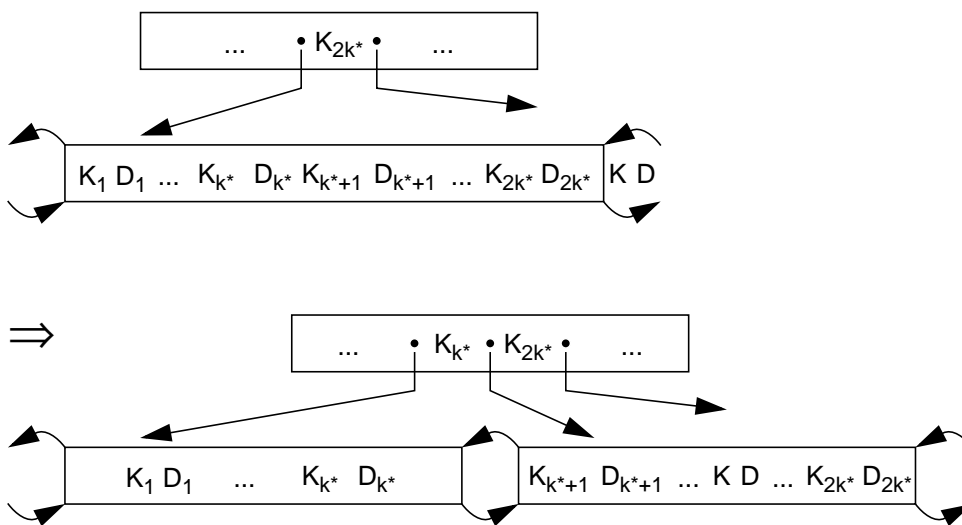 ... • K₂ₖ* • ...
K₁ D₁ ... Kₖ* Dₖ* Kₖ*₊₁ Dₖ*₊₁ ... K₂ₖ* D₂ₖ* K D
⇒
... • Kₖ* • K₂ₖ* • ...
K₁ D₁ ... Kₖ* Dₖ* Kₖ*₊₁ Dₖ*₊₁ ... K D ... K₂ₖ* D₂ₖ*